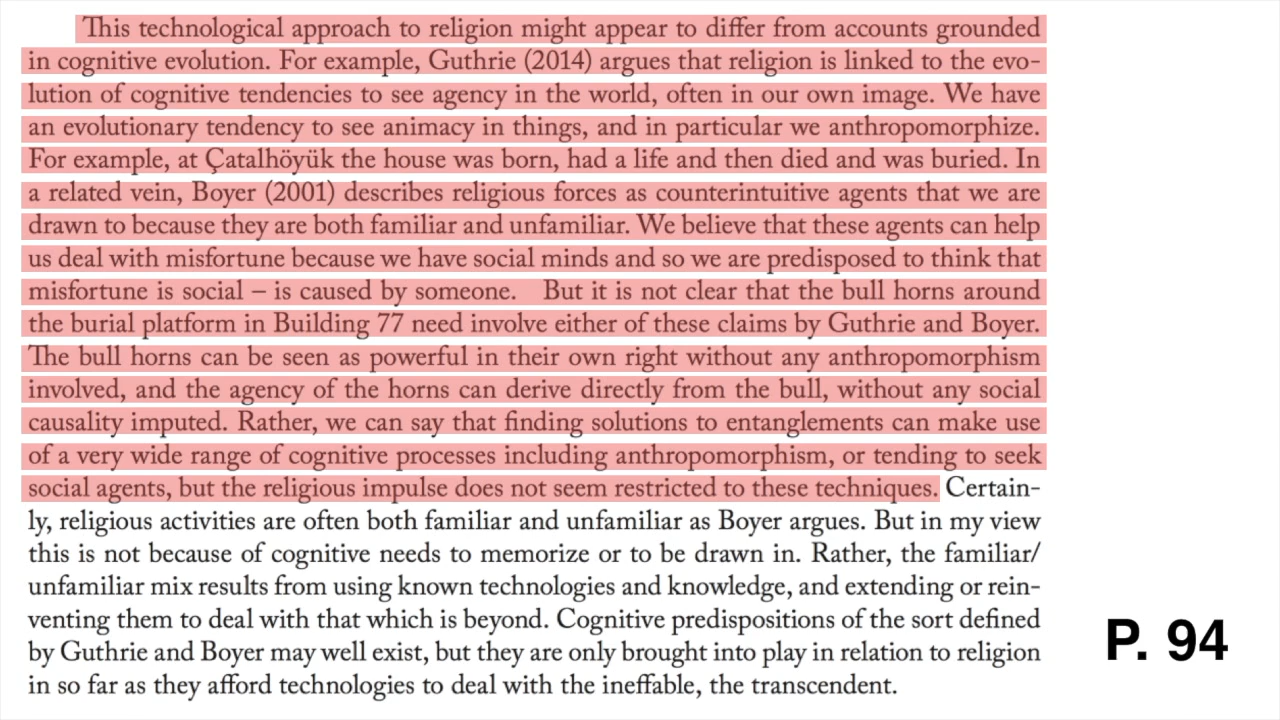 This technological approach to religion might appear to differ from accounts grounded
in cognitive evolution. For example, Guthrie (2014) argues that religion is linked to the evo-
lution of cognitive tendencies to see agency in the world, often in our own image. We have
an evolutionary tendency to see animacy in things, and in particular we anthropomorphize.
For example, at Çatalhöyük the house was born, had a life and then died and was buried. In
a related vein, Boyer (2001) describes religious forces as counterintuitive agents that we are
drawn to because they are both familiar and unfamiliar. We believe that these agents can help
us deal with misfortune because we have social minds and so we are predisposed to think that
misfortune is social – is caused by someone. But it is not clear that the bull horns around
the burial platform in Building 77 need involve either of these claims by Guthrie and Boyer.
The bull horns can be seen as powerful in their own right without any anthropomorphism
involved, and the agency of the horns can derive directly from the bull, without any social
causality imputed. Rather, we can say that finding solutions to entanglements can make use
of a very wide range of cognitive processes including anthropomorphism, or tending to seek
social agents, but the religious impulse does not seem restricted to these techniques. Certain-
ly, religious activities are often both familiar and unfamiliar as Boyer argues. But in my view
this is not because of cognitive needs to memorize or to be drawn in. Rather, the familiar/
unfamiliar mix results from using known technologies and knowledge, and extending or rein-
venting them to deal with that which is beyond. Cognitive predispositions of the sort defined
by Guthrie and Boyer may well exist, but they are only brought into play in relation to religion
in so far as they afford technologies to deal with the ineffable, the transcendent.
P. 94